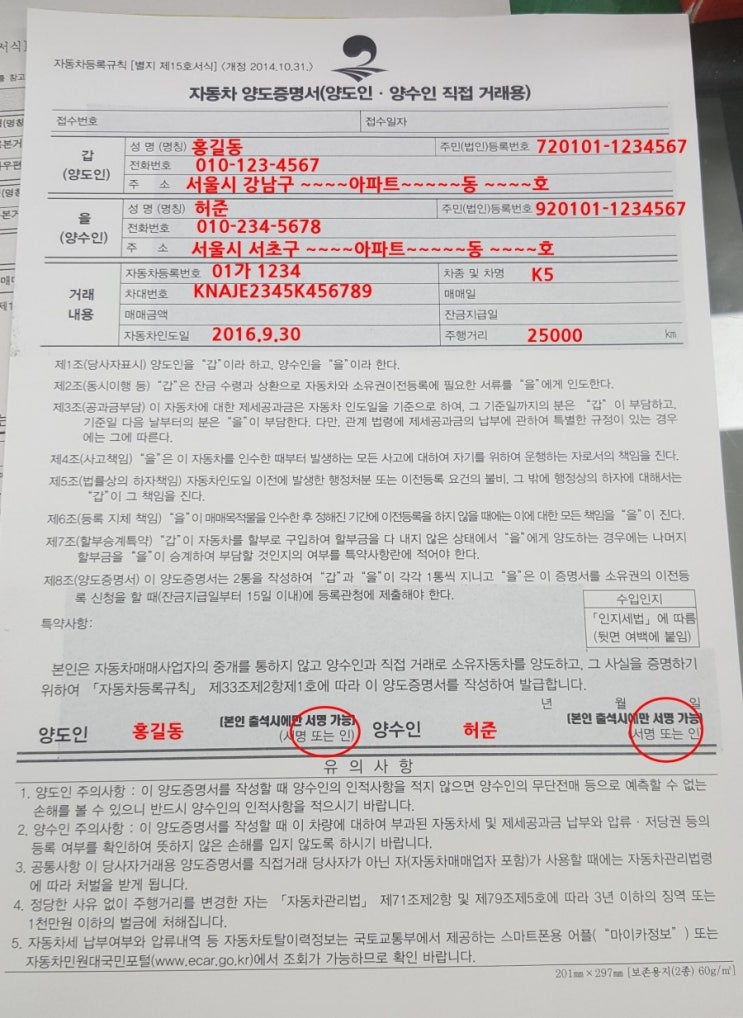 서식]
자동차등록규칙 [별지 제15호서식] <개정 2014.10.31.>
자동차 양도증명서(양도인 · 양수인 직접 거래용)
접수번호 접수일자
갑 (양도인)
성 명 (명칭) 홍길동 주민(법인)등록번호 720101-1234567
전화번호 010-123-4567
주 소 서울시 강남구 ~~~~아파트~~~~~동 ~~~~호
을 (양수인)
성 명 (명칭) 허준 주민(법인)등록번호 920101-1234567
전화번호 010-234-5678
주 소 서울시 서초구 ~~~~아파트~~~~~동 ~~~~호
거래 내용
자동차등록번호 01가 1234 차종 및 차명 K5
차대번호 KNAJE2345K456789 매매일
매매금액 잔금지급일
자동차인도일 2016.9.30 주행거리 25000 km
제1조(당사자표시) 양도인을 “갑”이라 하고, 양수인을 “을”이라 한다.
제2조(동시이행 등) “갑”은 잔금 수령과 상환으로 자동차와 소유권이전등록에 필요한 서류를 “을”에게 인도한다.
제3조(공과금부담) 이 자동차에 대한 제세공과금은 자동차 인도일을 기준으로 하여, 그 기준일까지의 분은 “갑” 이 부담하고,
기준일 다음 날부터의 분은 “을”이 부담한다. 다만, 관계 법령에 제세공과금의 납부에 관하여 특별한 규정이 있는 경우
에는 그에 따른다.
제4조(사고책임) “을”은 이 자동차를 인수한 때부터 발생하는 모든 사고에 대하여 자기를 위하여 운행하는 자로서의 책임을 진다.
제5조(법률상의 하자책임) 자동차인도일 이전에 발생한 행정처분 또는 이전등록 요건의 불비, 그 밖에 행정상의 하자에 대해서는
“갑”이 그 책임을 진다.
제6조(등록 지체 책임) “을”이 매매목적물을 인수한 후 정해진 기간에 이전등록을 하지 않을 때에는 이에 대한 모든 책임을 “을”이 진다.
제7조(할부승계특약) “갑”이 자동차를 할부로 구입하여 할부금을 다 내지 않은 상태에서 “을”에게 양도하는 경우에는 나머지
할부금을 “을”이 승계하여 부담할 것인지의 여부를 특약사항란에 적어야 한다.
제8조(양도증명서) 이 양도증명서는 2통을 작성하여 “갑”과 “을”이 각각 1통씩 지니고 “을”은 이 증명서를 소유권의 이전등
록 신청을 할 때(잔금지급일부터 15일 이내)에 등록관청에 제출해야 한다.
특약사항:
수입인지
「인지세법」에 따름
(뒷면 여백에 붙임)
본인은 자동차매매사업자의 중개를 통하지 않고 양수인과 직접 거래로 소유자동차를 양도하고, 그 사실을 증명하기
위하여 「자동차등록규칙」 제33조제2항제1호에 따라 이 양도증명서를 작성하여 발급합니다.
년 월 일
양도인 홍길동 (본인 출석시에만 서명 가능) (서명 또는 인) 양수인 허준 (본인 출석시에만 서명 가능) (서명 또는 인)
유 의 사 항
1. 양도인 주의사항 : 이 양도증명서를 작성할 때 양수인의 인적사항을 적지 않으면 양수인의 무단전매 등으로 예측할 수 없는
손해를 볼 수 있으니 반드시 양수인의 인적사항을 적으시기 바랍니다.
2. 양수인 주의사항 : 이 양도증명서를 작성할 때 이 차량에 대하여 부과된 자동차세 및 제세공과금 납부와 압류 · 저당권 등의
등록 여부를 확인하여 뜻하지 않은 손해를 입지 않도록 하시기 바랍니다.
3. 공통사항 이 당사자거래용 양도증명서를 직접거래 당사자가 아닌 자(자동차매매업자 포함)가 사용할 때에는 자동차관리법령
에 따라 처벌을 받게 됩니다.
4. 정당한 사유 없이 주행거리를 변경한 자는 「자동차관리법」 제71조제2항 및 제79조제5호에 따라 3년 이하의 징역 또는
1천만원 이하의 벌금에 처해집니다.
5. 자동차세 납부여부와 압류내역 등 자동차토탈이력정보는 국토교통부에서 제공하는 스마트폰용 어플(“마이카정보”) 또는
자동차민원대국민포털(www.ecar.go.kr)에서 조회가 가능하므로 확인 바랍니다.
201㎜×297㎜ [보존용지(2종) 60g/㎡]